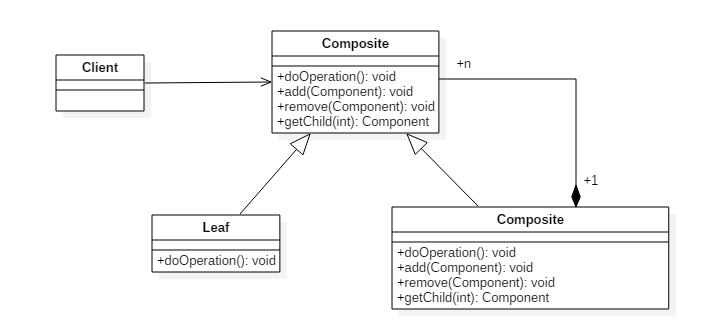 Composite
+n
Client
+doOperation(): void
+add(Component): void
+remove(Component): void
+getChild(int): Component
+1
Leaf
+doOperation(): void
Composite
+doOperation(): void
+add(Component): void
+remove(Component): void
+getChild(int): Component